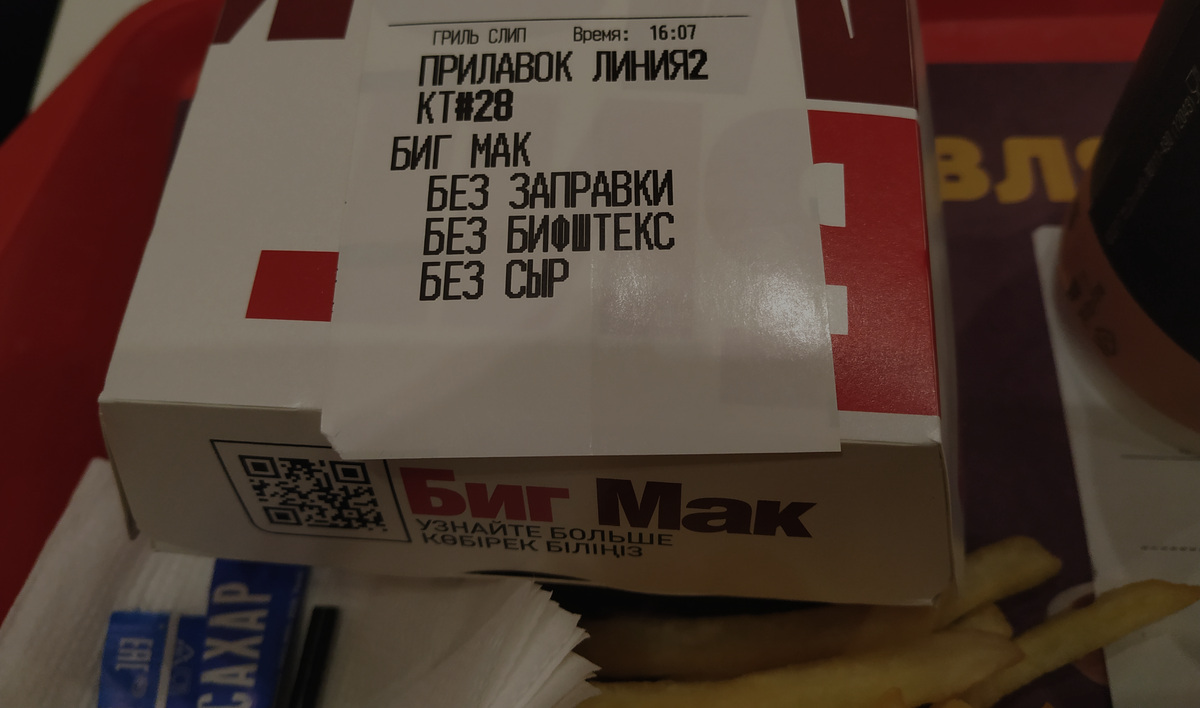 ГРИЛЬ СЛИП Время: 16:07
ПРИЛАВОК ЛИНИЯ2
КТ#28
БИГ МАК
БЕЗ ЗАПРАВКИ
БЕЗ БИФШТЕКС
БЕЗ СЫР
Биг Мак
УЗНАЙТЕ БОЛЬШЕ
КӨБІРЕК БІЛІҢІЗ
САХАР
EAC